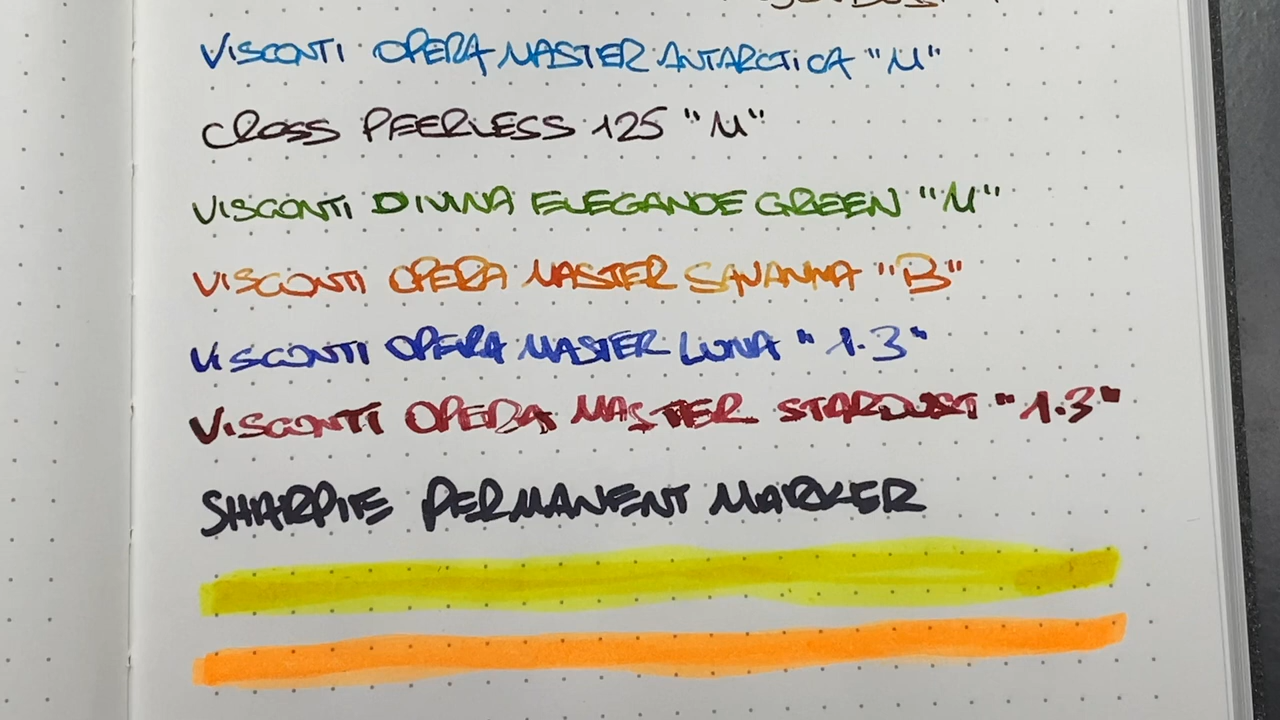 VISCONTI OPERA MASTER ANTARCTICA "M"
CROSS PEERLESS 125 "M"
VISCONTI DIVINA ELEGANCE GREEN "M"
VISCONTI OPERA MASTER SAVANNA "B"
VISCONTI OPERA MASTER LUNA "1.3"
VISCONTI OPERA MASTER STARDUST "1.3"
SHARPIE PERMANENT MARKER